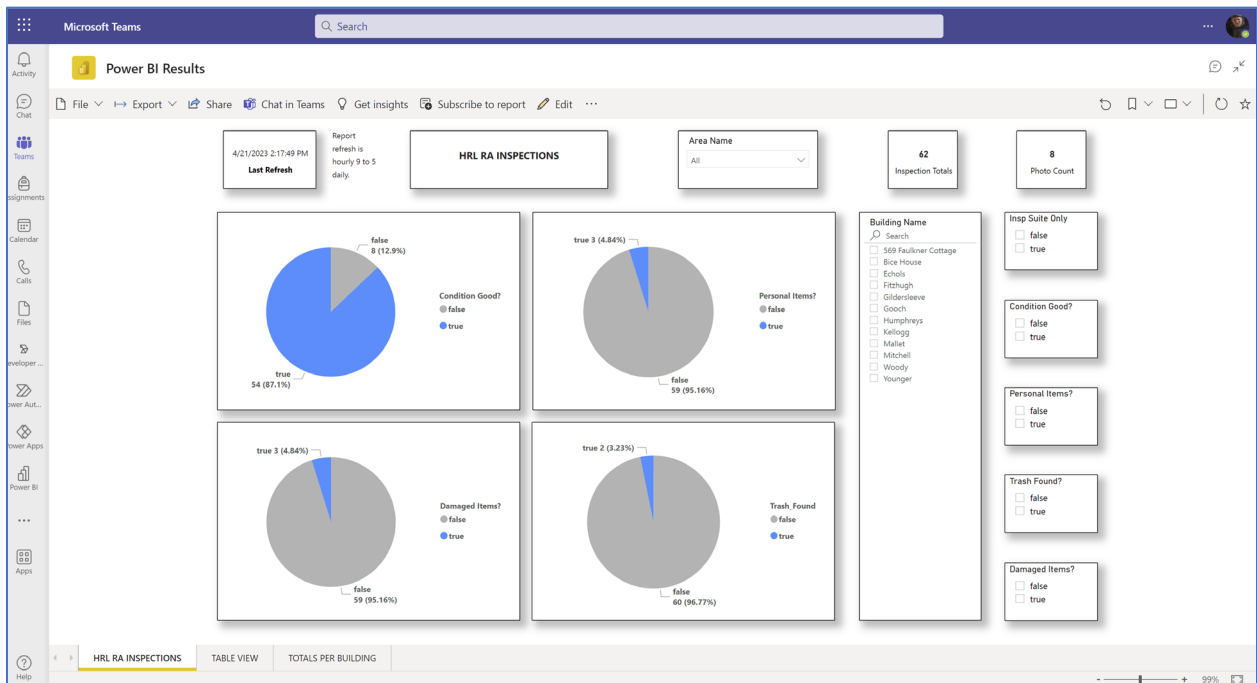 Microsoft Teams
Search
Activity
Chat
Teams
ssignments
Calendar
Calls
Files
eveloper ...
ower Aut...
ower Apps
Power BI
Apps
Help
Power BI Results
File
Export
Share
Chat in Teams
Get insights
Subscribe to report
Edit
4/21/2023 2:17:49 PM
Last Refresh
Report
refresh is
hourly 9 to 5
daily.
HRL RA INSPECTIONS
Area Name
All
62
Inspection Totals
8
Photo Count
false
8 (12.9%)
true
54 (87.1%)
Condition Good?
false
true
true 3 (4.84%)
false
59 (95.16%)
Personal Items?
false
true
true 3 (4.84%)
false
59 (95.16%)
Damaged Items?
false
true
true 2 (3.23%)
false
60 (96.77%)
Trash_Found
false
true
Building Name
Search
569 Faulkner Cottage
Bice House
Echols
Fitzhugh
Gildersleeve
Gooch
Humphreys
Kellogg
Mallet
Mitchell
Woody
Younger
Insp Suite Only
false
true
Condition Good?
false
true
Personal Items?
false
true
Trash Found?
false
true
Damaged Items?
false
true
HRL RA INSPECTIONS
TABLE VIEW
TOTALS PER BUILDING
99%